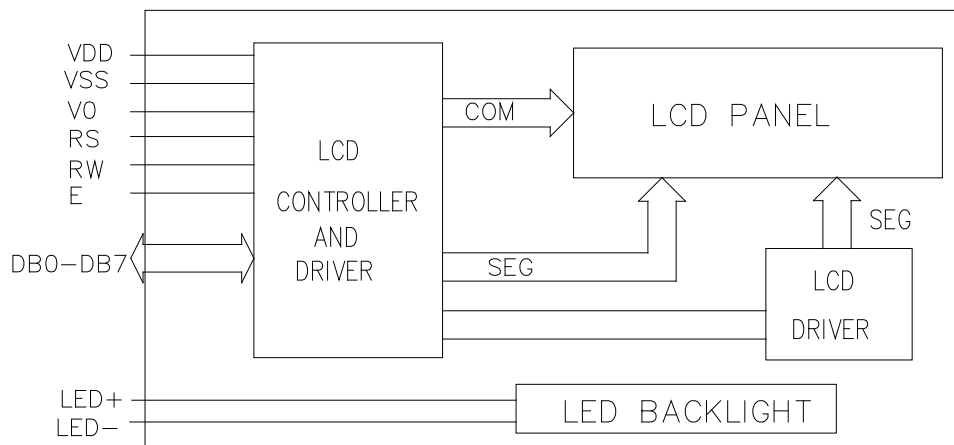 VDD
VSS
V0
RS
RW
E
DB0-DB7
LED+
LED-
LCD
CONTROLLER
AND
DRIVER
COM
SEG
LCD PANEL
SEG
LCD
DRIVER
LED BACKLIGHT